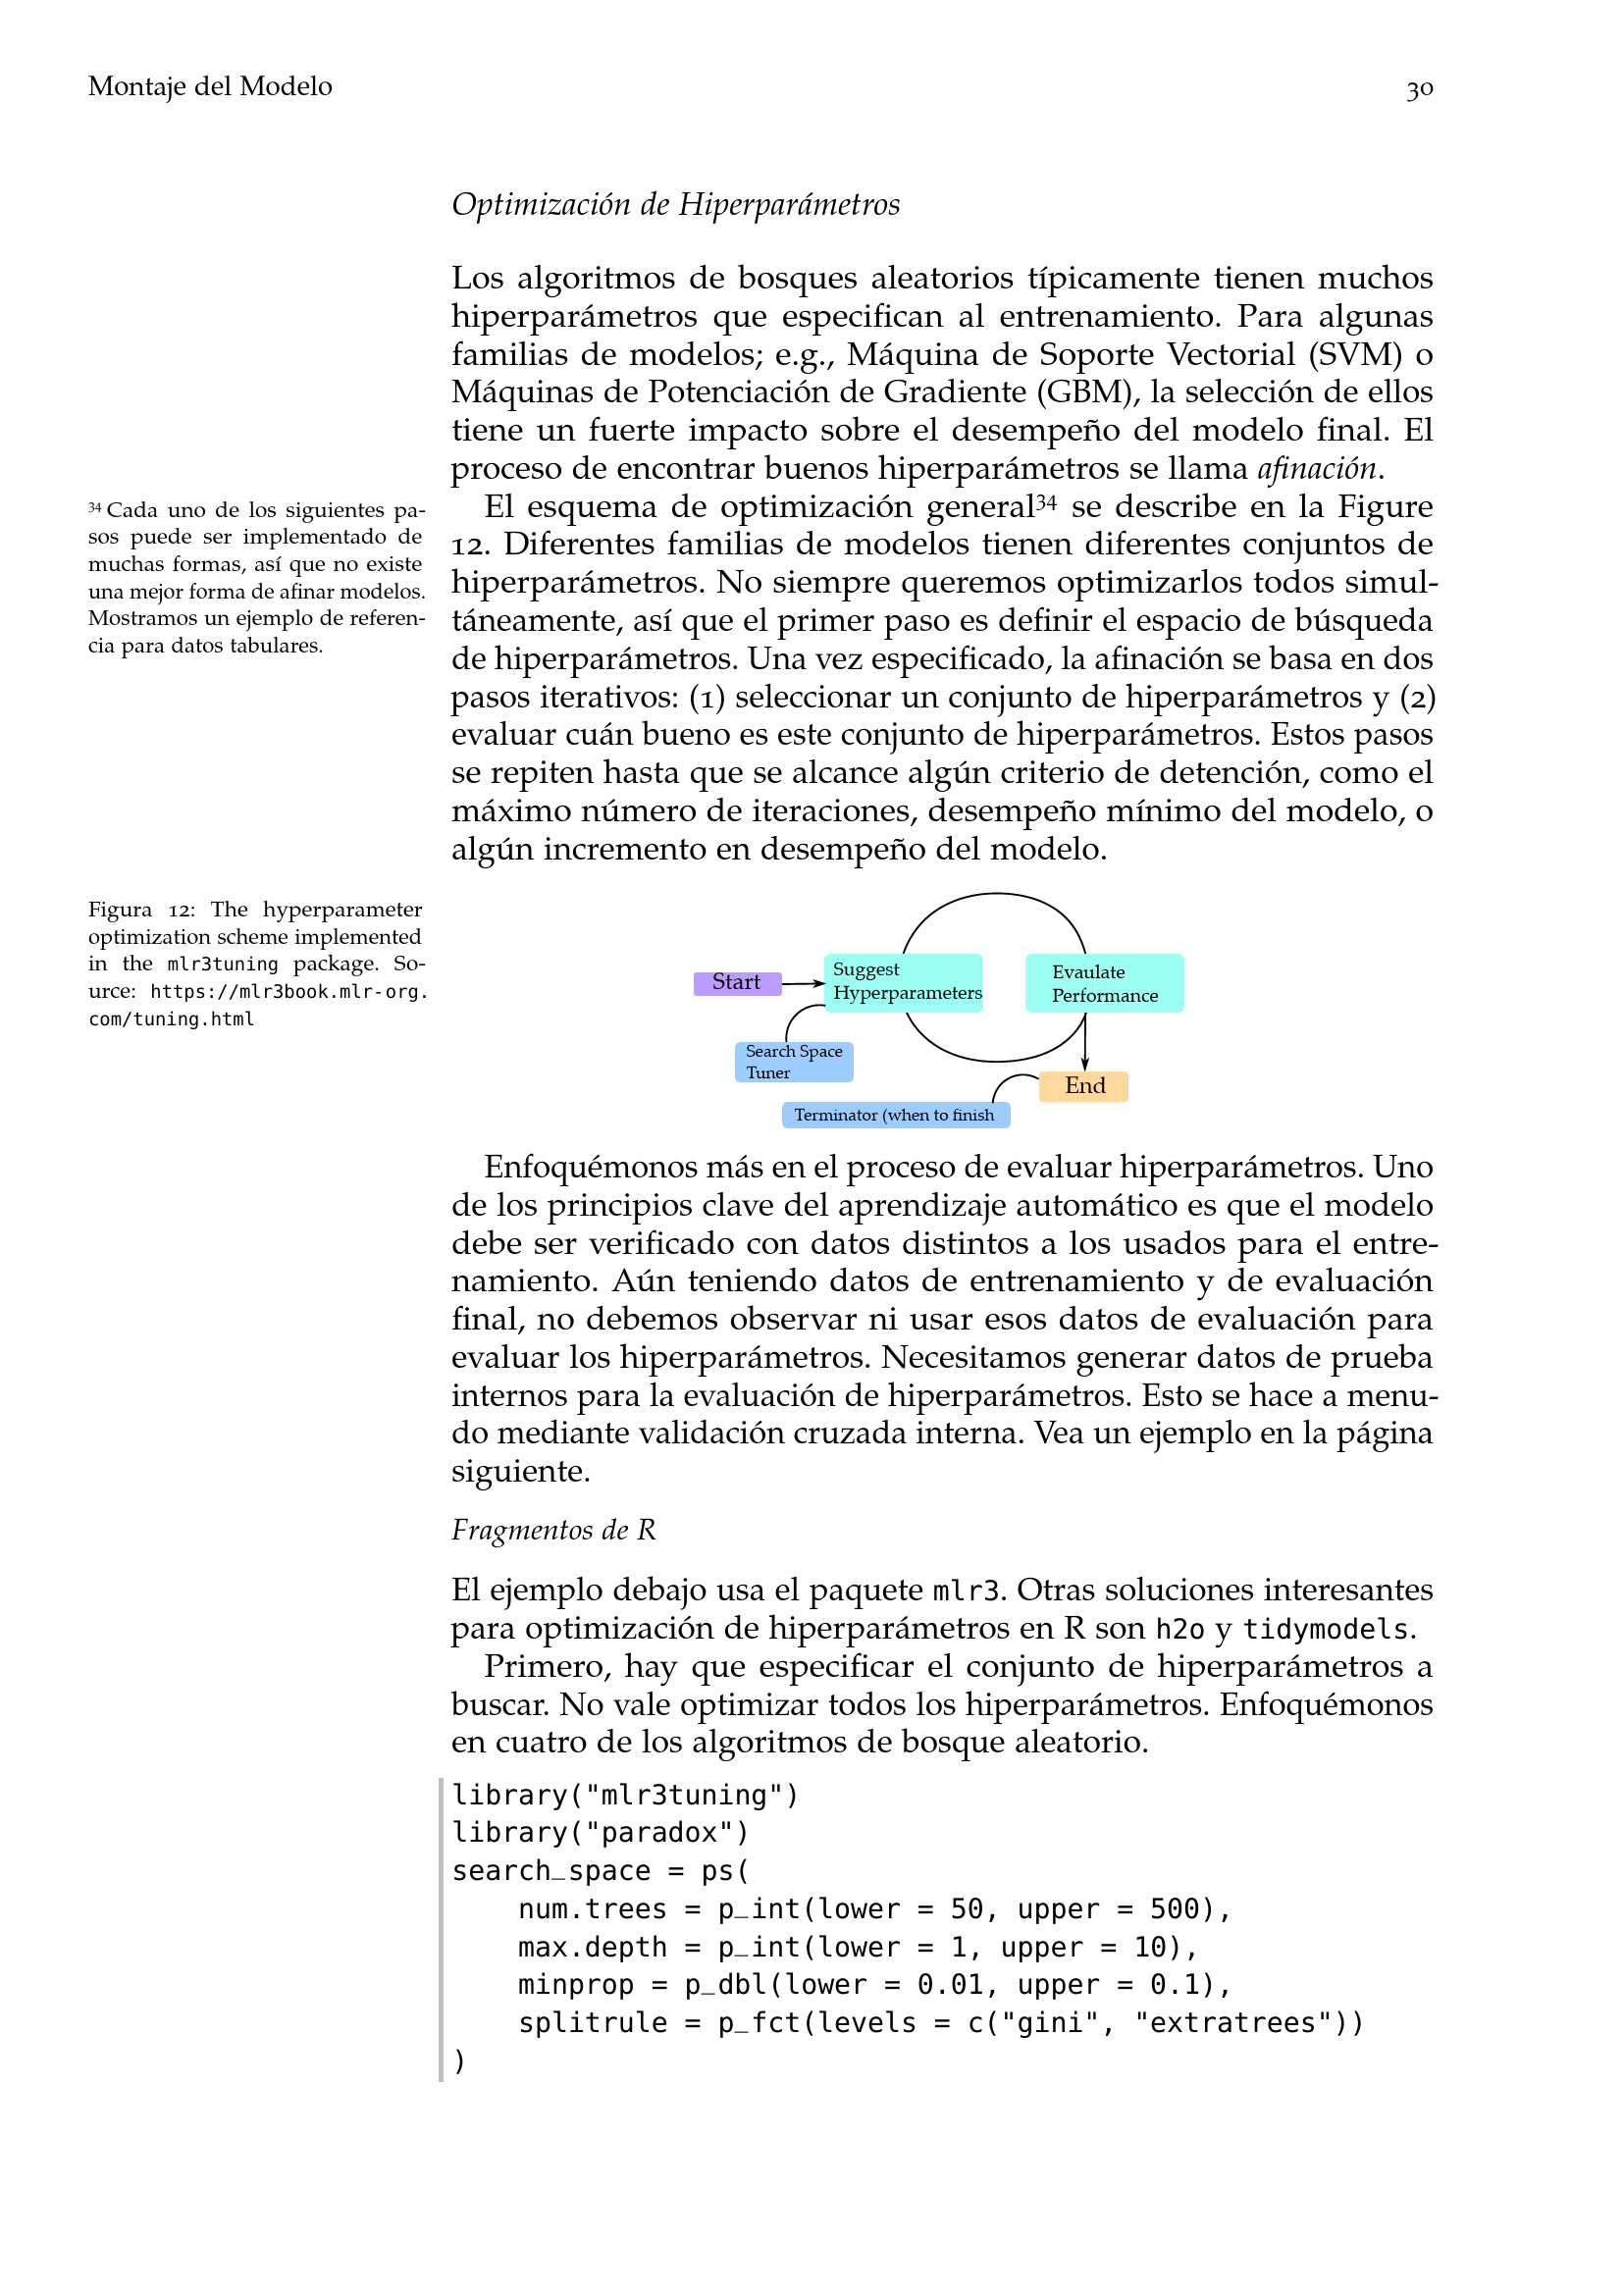 Montaje del Modelo 30
Optimización de Hiperparámetros
Los algoritmos de bosques aleatorios típicamente tienen muchos
hiperparámetros que especifican al entrenamiento. Para algunas
familias de modelos; e.g., Máquina de Soporte Vectorial (SVM) o
Máquinas de Potenciación de Gradiente (GBM), la selección de ellos
tiene un fuerte impacto sobre el desempeño del modelo final. El
proceso de encontrar buenos hiperparámetros se llama afinación.
El esquema de optimización general34 se describe en la Figure
12. Diferentes familias de modelos tienen diferentes conjuntos de
hiperparámetros. No siempre queremos optimizarlos todos simul-
táneamente, así que el primer paso es definir el espacio de búsqueda
de hiperparámetros. Una vez especificado, la afinación se basa en dos
pasos iterativos: (1) seleccionar un conjunto de hiperparámetros y (2)
evaluar cuán bueno es este conjunto de hiperparámetros. Estos pasos
se repiten hasta que se alcance algún criterio de detención, como el
máximo número de iteraciones, desempeño mínimo del modelo, o
algún incremento en desempeño del modelo.
34 Cada uno de los siguientes pa-
sos puede ser implementado de
muchas formas, así que no existe
una mejor forma de afinar modelos.
Mostramos un ejemplo de referen-
cia para datos tabulares.
Figura 12: The hyperparameter
optimization scheme implemented
in the mlr3tuning package. So-
urce: https://mlr3book.mlr-org.
com/tuning.html
Start
Suggest
Hyperparameters
Evaulate
Performance
Search Space
Tuner
End
Terminator (when to finish
Enfoquémonos más en el proceso de evaluar hiperparámetros. Uno
de los principios clave del aprendizaje automático es que el modelo
debe ser verificado con datos distintos a los usados para el entre-
namiento. Aún teniendo datos de entrenamiento y de evaluación
final, no debemos observar ni usar esos datos de evaluación para
evaluar los hiperparámetros. Necesitamos generar datos de prueba
internos para la evaluación de hiperparámetros. Esto se hace a menu-
do mediante validación cruzada interna. Vea un ejemplo en la página
siguiente.
Fragmentos de R
El ejemplo debajo usa el paquete mlr3. Otras soluciones interesantes
para optimización de hiperparámetros en R son h2o y tidymodels.
Primero, hay que especificar el conjunto de hiperparámetros a
buscar. No vale optimizar todos los hiperparámetros. Enfoquémonos
en cuatro de los algoritmos de bosque aleatorio.
library("mlr3tuning")
library("paradox")
search_space = ps(
    num.trees = p_int(lower = 50, upper = 500),
    max.depth = p_int(lower = 1, upper = 10),
    minprop = p_dbl(lower = 0.01, upper = 0.1),
    splitrule = p_fct(levels = c("gini", "extratrees"))
)